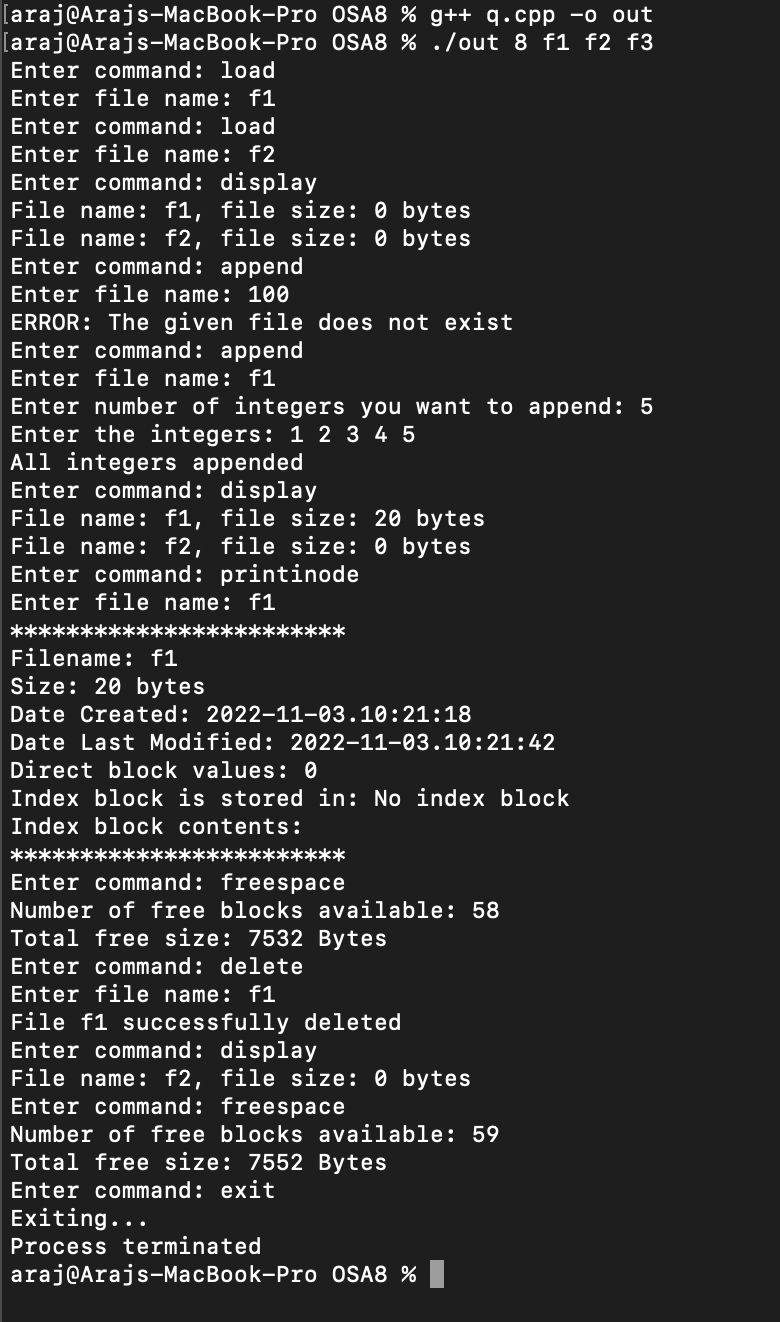 [araj@Arajs-MacBook-Pro OSA8 % g++ q.cpp -o out
[araj@Arajs-MacBook-Pro OSA8 % ./out 8 f1 f2 f3
Enter command: load
Enter file name: f1
Enter command: load
Enter file name: f2
Enter command: display
File name: f1, file size: 0 bytes
File name: f2, file size: 0 bytes
Enter command: append
Enter file name: 100
ERROR: The given file does not exist
Enter command: append
Enter file name: f1
Enter number of integers you want to append: 5
Enter the integers: 1 2 3 4 5
All integers appended
Enter command: display
File name: f1, file size: 20 bytes
File name: f2, file size: 0 bytes
Enter command: printinode
Enter file name: f1
************************
Filename: f1
Size: 20 bytes
Date Created: 2022-11-03.10:21:18
Date Last Modified: 2022-11-03.10:21:42
Direct block values: 0
Index block is stored in: No index block
Index block contents:
************************
Enter command: freespace
Number of free blocks available: 58
Total free size: 7532 Bytes
Enter command: delete
Enter file name: f1
File f1 successfully deleted
Enter command: display
File name: f2, file size: 0 bytes
Enter command: freespace
Number of free blocks available: 59
Total free size: 7552 Bytes
Enter command: exit
Exiting...
Process terminated
araj@Arajs-MacBook-Pro OSA8 %